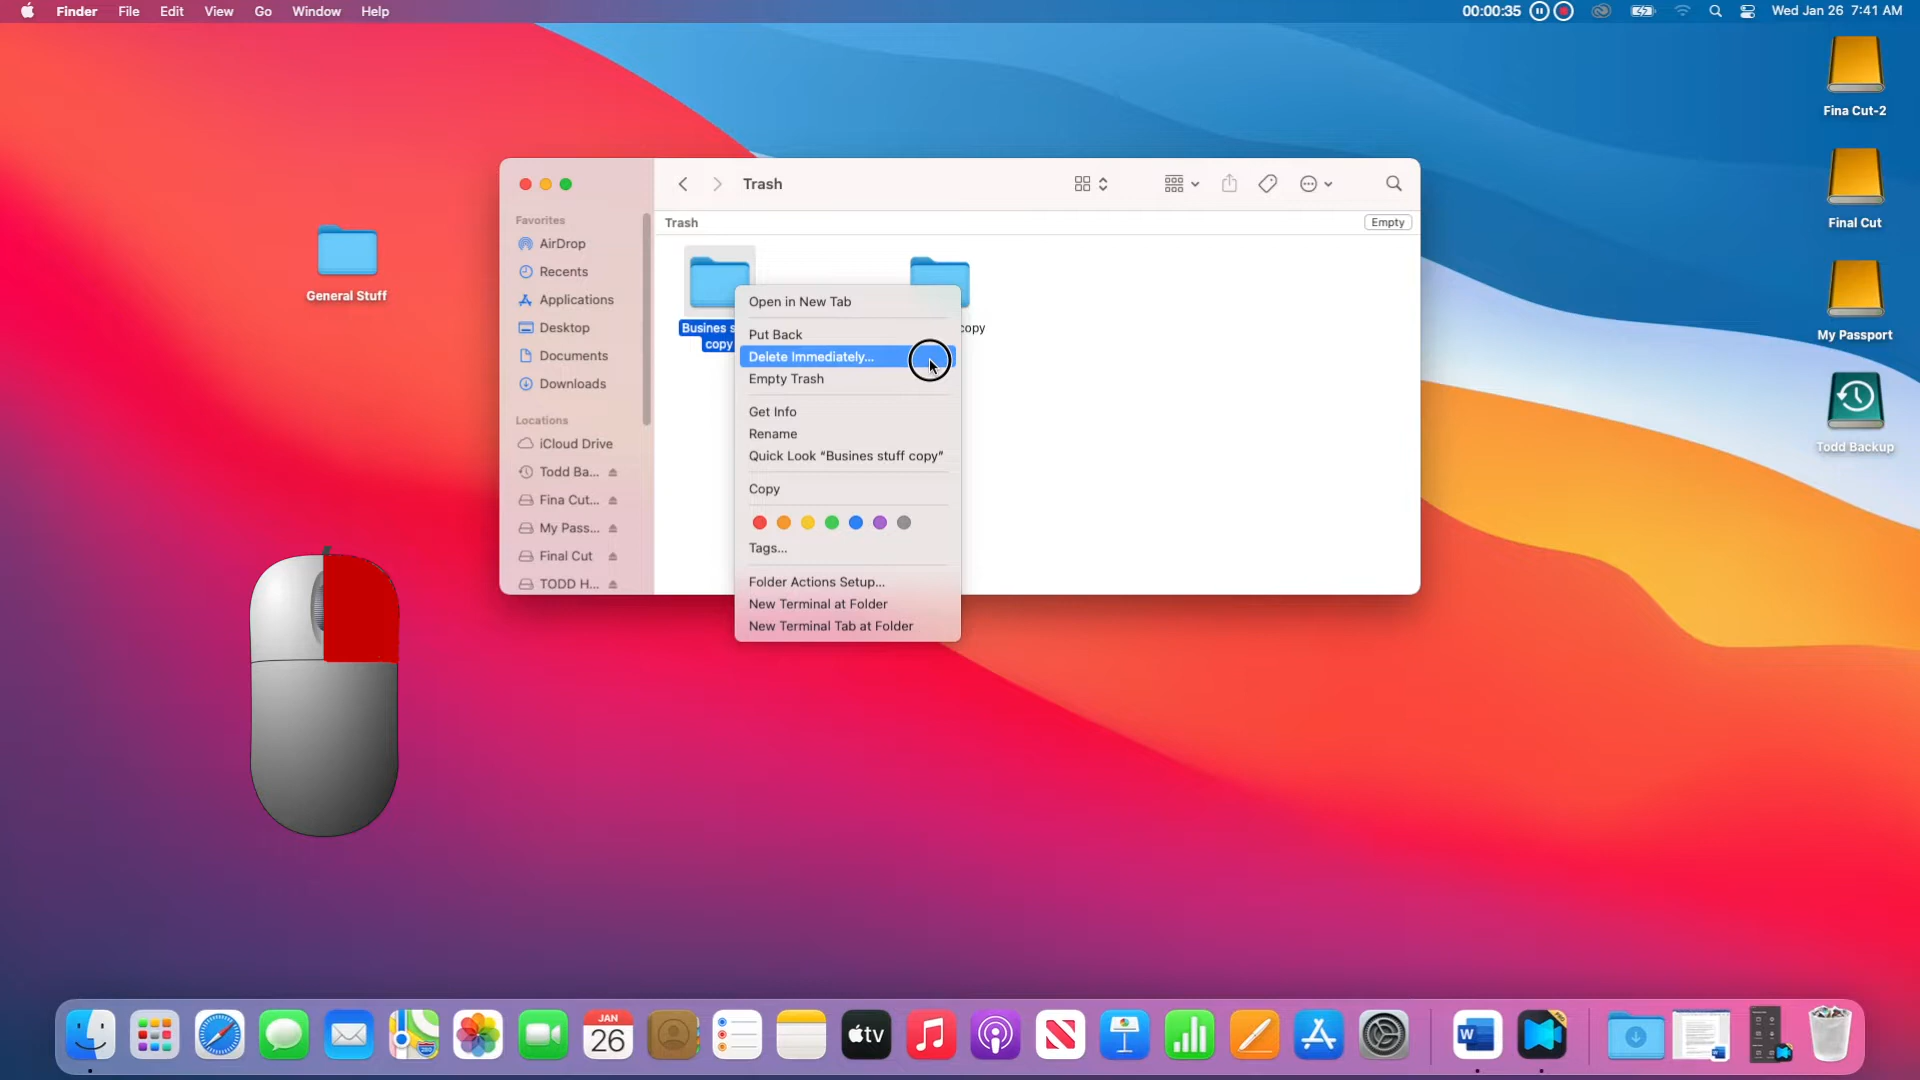 Finder File Edit View Go Window Help
00:00:35
Wed Jan 26 7:41 AM
Fina Cut-2
Final Cut
My Passport
Todd Backup
General Stuff
Trash
Favorites
AirDrop
Recents
Applications
Desktop
Documents
Downloads
Locations
iCloud Drive
Todd Ba...
Fina Cut...
My Pass...
Final Cut
TODD H...
Trash
Empty
Busines s
copy
copy
Open in New Tab
Put Back
Delete Immediately...
Empty Trash
Get Info
Rename
Quick Look “Busines stuff copy”
Copy
Tags...
Folder Actions Setup...
New Terminal at Folder
New Terminal Tab at Folder
JAN
26
tv
W